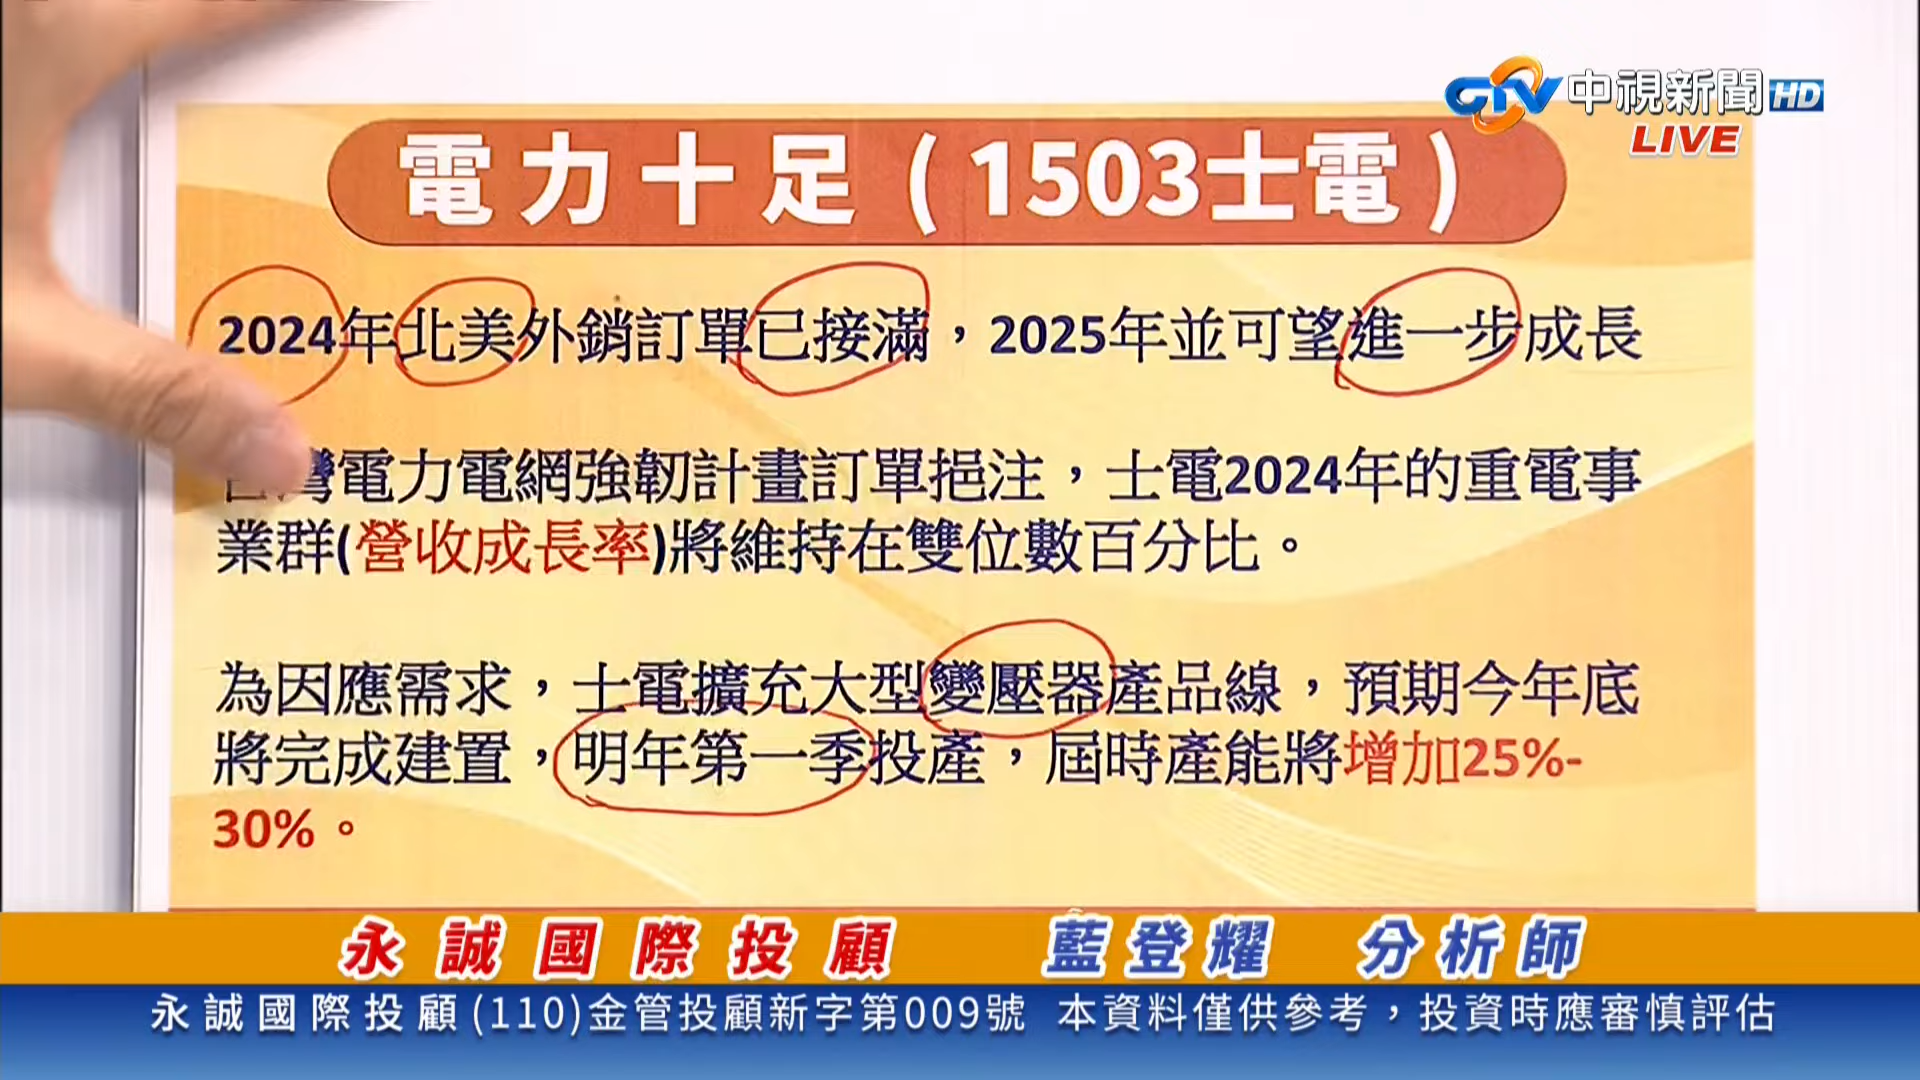 CTV 中視新聞 HD
LIVE
電力十足(1503士電)
2024年北美外銷訂單已接滿，2025年並可望進一步成長
台灣電力電網強韌計畫訂單挹注，士電2024年的重電事
業群(營收成長率)將維持在雙位數百分比。
為因應需求，士電擴充大型變壓器產品線，預期今年底
將完成建置，明年第一季投產，屆時產能將增加25%-
30%。
永誠國際投顧 藍登耀 分析師
永誠國際投顧(110)金管投顧新字第009號 本資料僅供參考，投資時應審慎評估